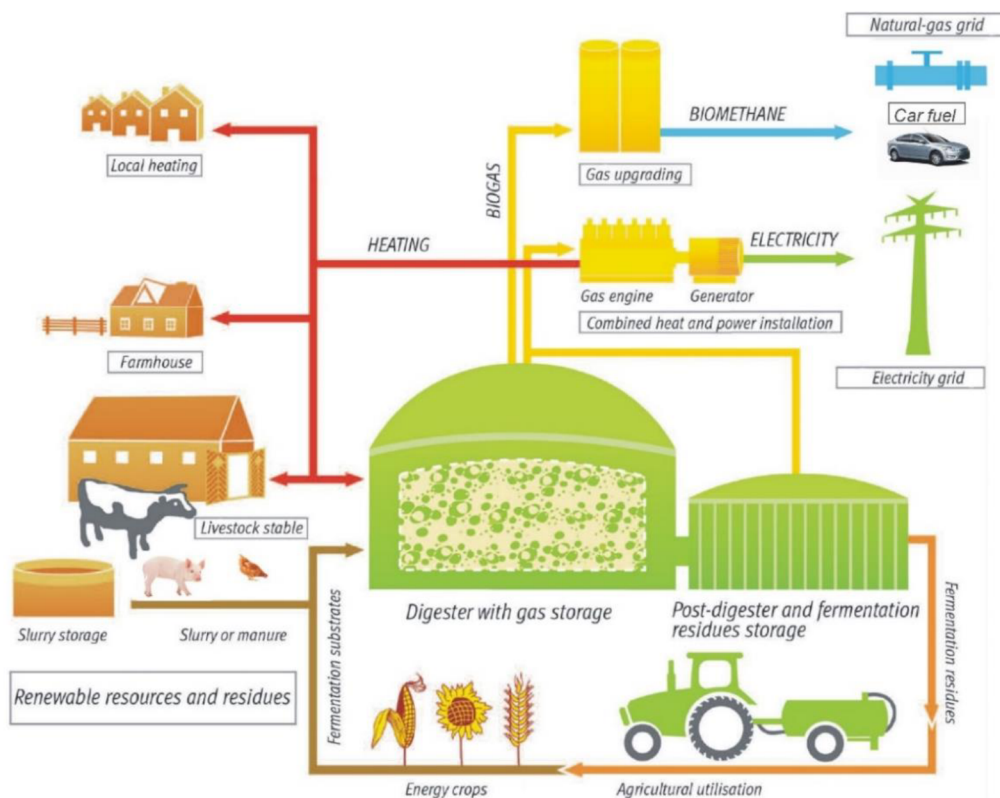 Natural-gas grid
Car fuel
BIOMETHANE
Gas upgrading
Local heating
BIOGAS
HEATING
ELECTRICITY
Gas engine
Generator
Combined heat and power installation
Electricity grid
Farmhouse
Livestock stable
Slurry storage
Slurry or manure
Renewable resources and residues
Fermentation substrates
Digester with gas storage
Post-digester and fermentation
residues storage
Fermentation residues
Energy crops
Agricultural utilisation